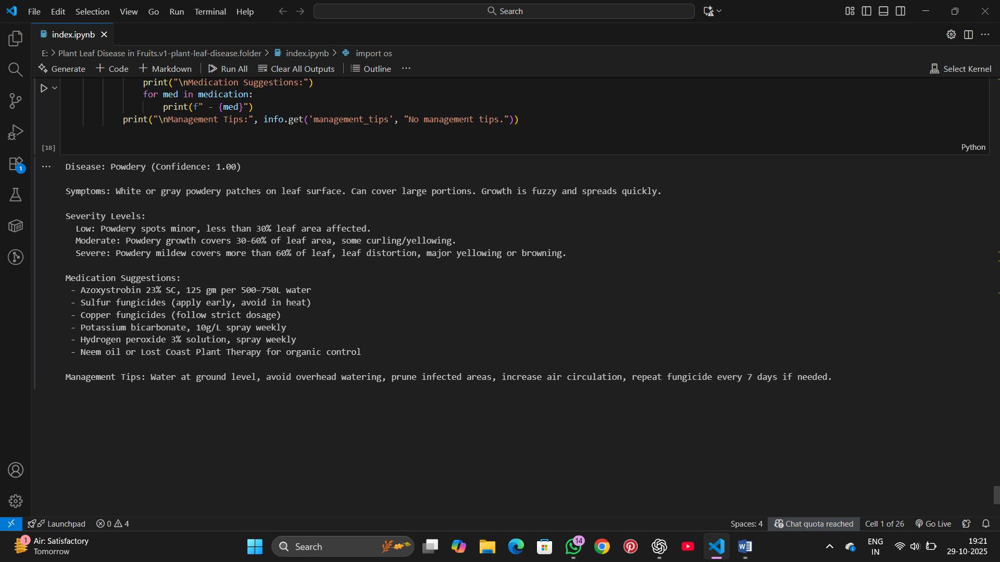 File Edit Selection View Go Run Terminal Help
Search
index.ipynb
E: > Plant Leaf Disease in Fruits.v1-plant-leaf-disease.folder > index.ipynb > import os
Generate + Code + Markdown Run All Clear All Outputs Outline ...
Select Kernel
print("\nMedication Suggestions:")
for med in medication:
print(f" - {med}")
print("\nManagement Tips:", info.get('management_tips', "No management tips."))
[18]
Python
1
... Disease: Powdery (Confidence: 1.00)
Symptoms: White or gray powdery patches on leaf surface. Can cover large portions. Growth is fuzzy and spreads quickly.
Severity Levels:
Low: Powdery spots minor, less than 30% leaf area affected.
Moderate: Powdery growth covers 30-60% of leaf area, some curling/yellowing.
Severe: Powdery mildew covers more than 60% of leaf, leaf distortion, major yellowing or browning.
Medication Suggestions:
- Azoxystrobin 23% SC, 125 gm per 500–750L water
- Sulfur fungicides (apply early, avoid in heat)
- Copper fungicides (follow strict dosage)
- Potassium bicarbonate, 10g/L spray weekly
- Hydrogen peroxide 3% solution, spray weekly
- Neem oil or Lost Coast Plant Therapy for organic control
Management Tips: Water at ground level, avoid overhead watering, prune infected areas, increase air circulation, repeat fungicide every 7 days if needed.
Launchpad 0 4
Spaces: 4 Chat quota reached Cell 1 of 26 Go Live
1
Air: Satisfactory
Tomorrow
Search
14
ENG
IN
19:21
29-10-2025